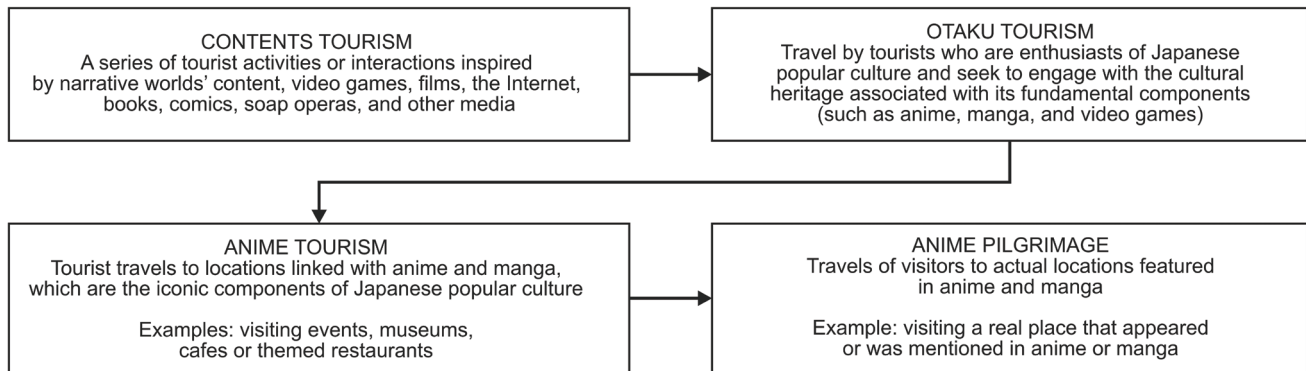 CONTENTS TOURISM
A series of tourist activities or interactions inspired
by narrative worlds’ content, video games, films, the Internet,
books, comics, soap operas, and other media
OTAKU TOURISM
Travel by tourists who are enthusiasts of Japanese
popular culture and seek to engage with the cultural
heritage associated with its fundamental components
(such as anime, manga, and video games)
ANIME TOURISM
Tourist travels to locations linked with anime and manga,
which are the iconic components of Japanese popular culture
Examples: visiting events, museums,
cafes or themed restaurants
ANIME PILGRIMAGE
Travels of visitors to actual locations featured
in anime and manga
Example: visiting a real place that appeared
or was mentioned in anime or manga